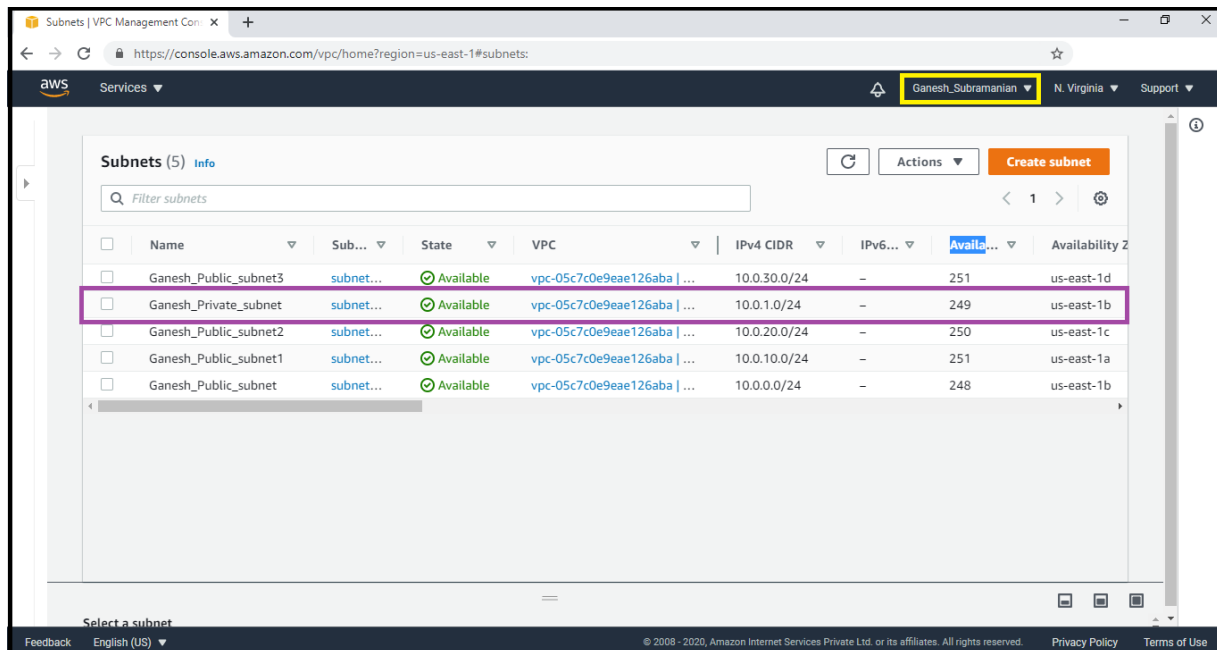 Subnets | VPC Management Con
https://console.aws.amazon.com/vpc/home?region=us-east-1#subnets:
aws Services Ganesh_Subramanian N. Virginia Support
Subnets (5) Info Actions Create subnet
Filter subnets 1
Name Sub... State VPC IPv4 CIDR IPv6... Availa... Availability Z
Ganesh_Public_subnet3 subnet... Available vpc-05c7c0e9eae126aba | ... 10.0.30.0/24 – 251 us-east-1d
Ganesh_Private_subnet subnet... Available vpc-05c7c0e9eae126aba | ... 10.0.1.0/24 – 249 us-east-1b
Ganesh_Public_subnet2 subnet... Available vpc-05c7c0e9eae126aba | ... 10.0.20.0/24 – 250 us-east-1c
Ganesh_Public_subnet1 subnet... Available vpc-05c7c0e9eae126aba | ... 10.0.10.0/24 – 251 us-east-1a
Ganesh_Public_subnet subnet... Available vpc-05c7c0e9eae126aba | ... 10.0.0.0/24 – 248 us-east-1b
Select a subnet
Feedback English (US) © 2008 - 2020, Amazon Internet Services Private Ltd. or its affiliates. All rights reserved. Privacy Policy Terms of Use